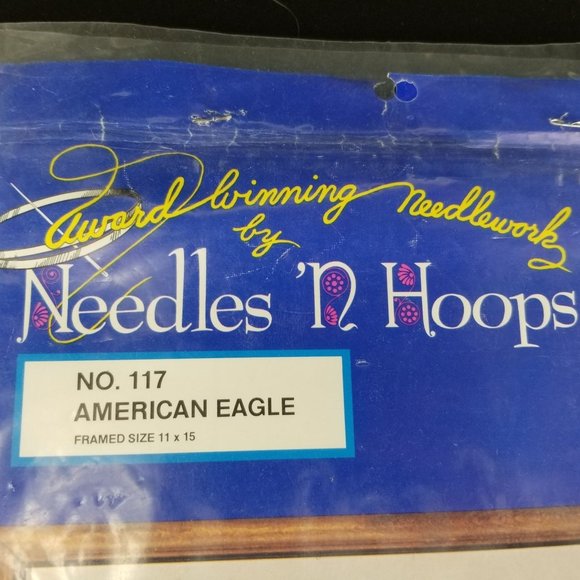 award winning needlework
by
Needles 'N Hoops
NO. 117
AMERICAN EAGLE
FRAMED SIZE 11 x 15